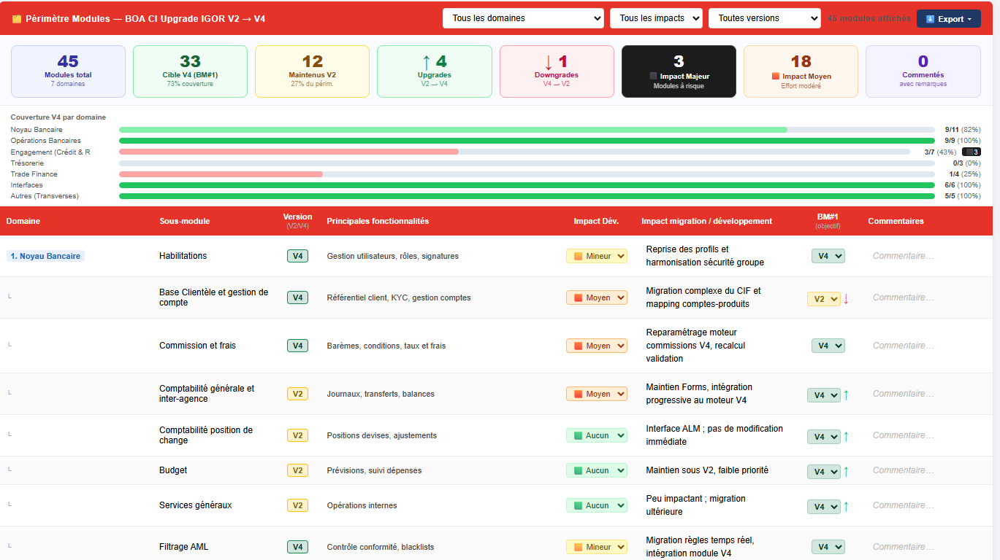 Périmètre Modules — BOA CI Upgrade IGOR V2 → V4
Tous les domaines
Tous les impacts
Toutes versions
45 modules affichés
Export
45
Modules total
7 domaines
33
Cible V4 (BM#1)
73% couverture
12
Maintenus V2
27% du périm.
↑ 4
Upgrades
V2 → V4
↓ 1
Downgrades
V4 → V2
3
Impact Majeur
Modules à risque
18
Impact Moyen
Effort modéré
0
Commentés
avec remarques
Couverture V4 par domaine
Noyau Bancaire 9/11 (82%)
Opérations Bancaires 9/9 (100%)
Engagement (Crédit & R 3/7 (43%) 3
Trésorerie 0/3 (0%)
Trade Finance 1/4 (25%)
Interfaces 6/6 (100%)
Autres (Transverses) 5/5 (100%)
Domaine
Sous-module
Version
(V2/V4)
Principales fonctionnalités
Impact Dév.
Impact migration / développement
BM#1
(objectif)
Commentaires
1. Noyau Bancaire
Habilitations
V4
Gestion utilisateurs, rôles, signatures
Mineur
Reprise des profils et
harmonisation sécurité groupe
V4
Commentaire...
└
Base Clientèle et gestion de
compte
V4
Référentiel client, KYC, gestion comptes
Moyen
Migration complexe du CIF et
mapping comptes-produits
V2 ↓
Commentaire...
└
Commission et frais
V4
Barèmes, conditions, taux et frais
Moyen
Reparamétrage moteur
commissions V4, recalcul
validation
V4
Commentaire...
└
Comptabilité générale et
inter-agence
V2
Journaux, transferts, balances
Moyen
Maintien Forms, intégration
progressive au moteur V4
V4 ↑
Commentaire...
└
Comptabilité position de
change
V2
Positions devises, ajustements
Aucun
Interface ALM ; pas de modification
immédiate
V4 ↑
Commentaire...
└
Budget
V2
Prévisions, suivi dépenses
Aucun
Maintien sous V2, faible priorité
V4 ↑
Commentaire...
└
Services généraux
V2
Opérations internes
Aucun
Peu impactant ; migration
ultérieure
V4 ↑
Commentaire...
└
Filtrage AML
V4
Contrôle conformité, blacklists
Mineur
Migration règles temps réel,
intégration module V4
V4
Commentaire...